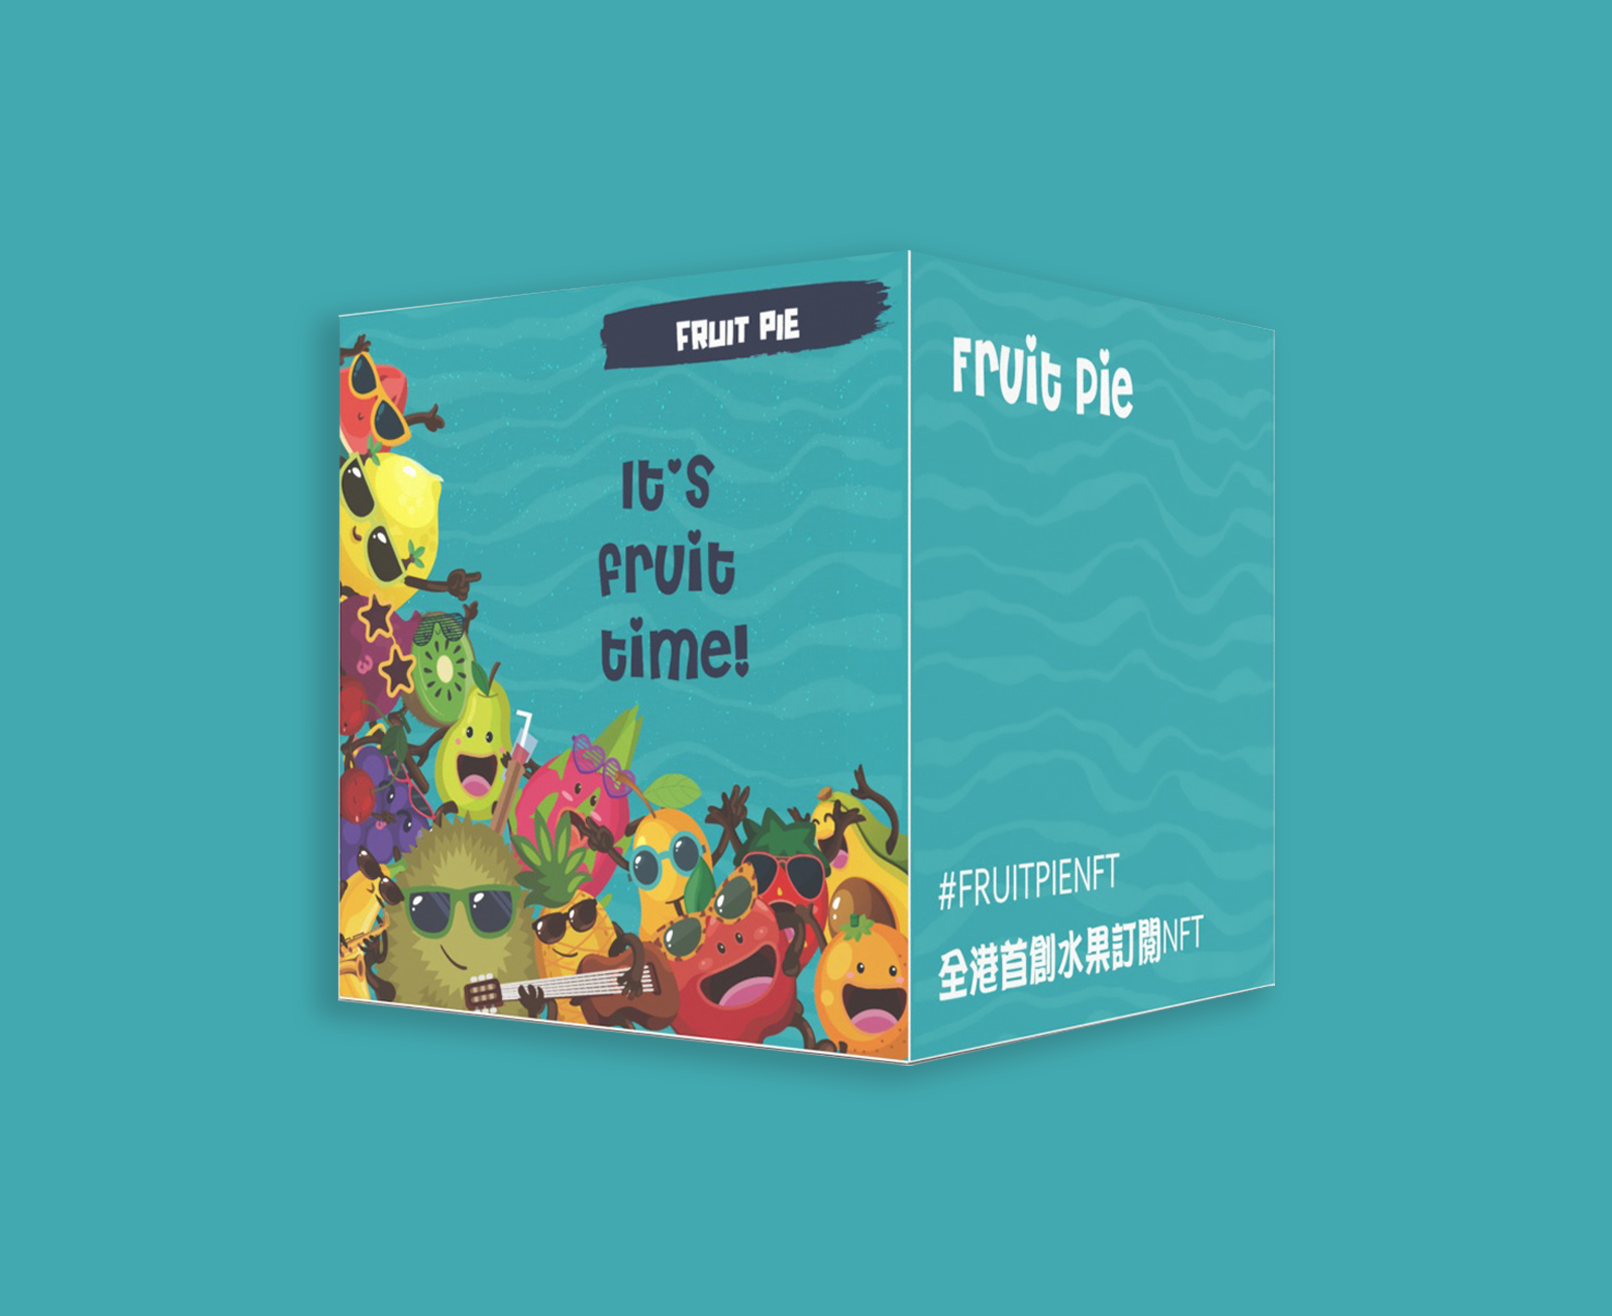 FRUIT PIE
It's
fruit
time!
Fruit Pie
#FRUITPIENFT
全港首創水果訂閱NFT